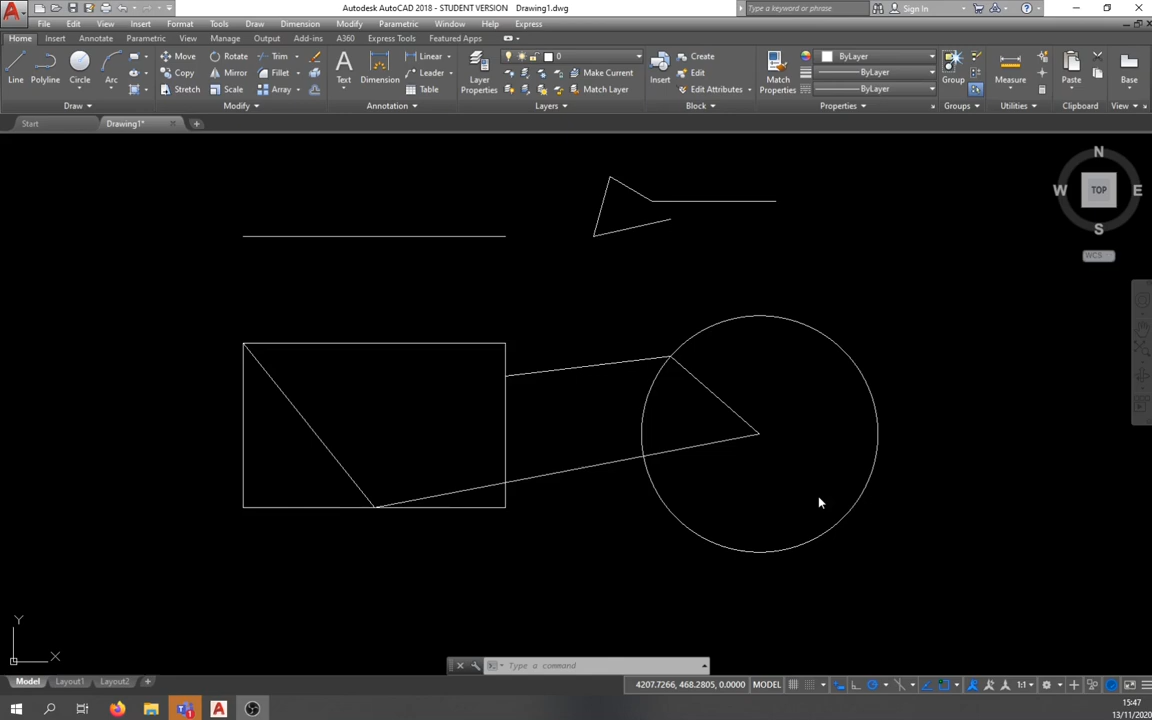 Autodesk AutoCAD 2018 - STUDENT VERSION Drawing1.dwg
Type a keyword or phrase
Sign In
File Edit View Insert Format Tools Draw Dimension Modify Parametric Window Help Express
Home Insert Annotate Parametric View Manage Output Add-ins A360 Express Tools Featured Apps
Move Rotate Trim Linear 0 Create ByLayer
Line Polyline Circle Arc Copy Mirror Fillet Text Dimension Leader Layer Properties Make Current Insert Edit Match Properties ByLayer Group Measure Paste Base
Stretch Scale Array Table Match Layer Edit Attributes ByLayer
Draw Modify Annotation Layers Block Properties Groups Utilities Clipboard View
Start Drawing1*
N
W TOP E
S
WCS
Y
X
Type a command
Model Layout1 Layout2 +
4207.7266, 468.2805, 0.0000 MODEL 1:1
15:47
13/11/2020